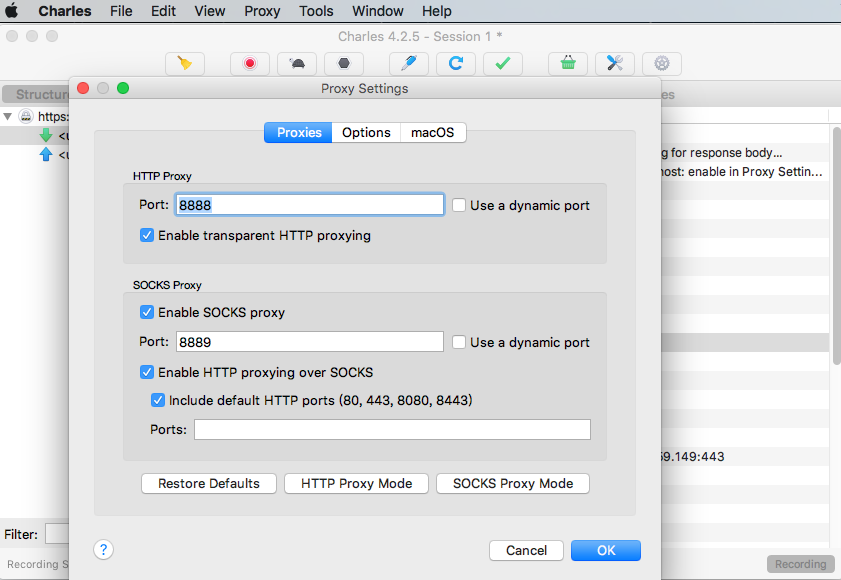 Charles File Edit View Proxy Tools Window Help
Charles 4.2.5 - Session 1 *
Proxy Settings
Structure
https:
<u
<u
Proxies Options macOS
HTTP Proxy
Port: 8888 Use a dynamic port
Enable transparent HTTP proxying
SOCKS Proxy
Enable SOCKS proxy
Port: 8889 Use a dynamic port
Enable HTTP proxying over SOCKS
Include default HTTP ports (80, 443, 8080, 8443)
Ports:
Restore Defaults HTTP Proxy Mode SOCKS Proxy Mode
? Cancel OK
es
g for response body...
host: enable in Proxy Settin...
59.149:443
Filter:
Recording S
Recording